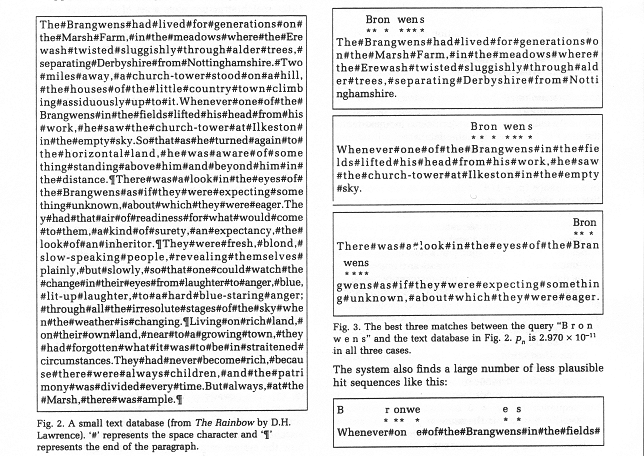 The#Brangwens#had#lived#for#generations#on#
the#Marsh#Farm,#in#the#meadows#where#the#Ere
wash#twisted#sluggishly#through#alder#trees,#
separating#Derbyshire#from#Nottinghamshire.#Two
#miles#away,#a#church-tower#stood#on#a#hill,
#the#houses#of#the#little#country#town#climb
ing#assiduously#up#to#it.Whenever#one#of#the#
Brangwens#in#the#fields#lifted#his#head#from#his
#work,#he#saw#the#church-tower#at#Ilkeston#
in#the#empty#sky.So#that#as#he#turned#again#to#
the#horizontal#land,#he#was#aware#of#some
thing#standing#above#him#and#beyond#him#in#
the#distance.¶There#was#a#look#in#the#eyes#of#
the#Brangwens#as#if#they#were#expecting#some
thing#unknown,#about#which#they#were#eager.The
y#had#that#air#of#readiness#for#what#would#come
#to#them,#a#kind#of#surety,#an#expectancy,#the#
look#of#an#inheritor.¶They#were#fresh,#blond,#
slow-speaking#people,#revealing#themselves#
plainly,#but#slowly,#so#that#one#could#watch#the
#change#in#their#eyes#from#laughter#to#anger,#blue,
#lit-up#laughter,#to#a#hard#blue-staring#anger;
#through#all#the#irresolute#stages#of#the#sky#whe
n#the#weather#is#changing.¶Living#on#rich#land,#
on#their#own#land,#near#to#a#growing#town,#they
#had#forgotten#what#it#was#to#be#in#straitened#
circumstances.They#had#never#become#rich,#becau
se#there#were#always#children,#and#the#patri
mony#was#divided#every#time.But#always,#at#the
#Marsh,#there#was#ample.¶
Fig. 2. A small text database (from The Rainbow by D.H.
Lawrence). '#' represents the space character and '¶'
represents the end of the paragraph.
Bron wens
** * ****
The#Brangwens#had#lived#for#generations#o
n#the#Marsh#Farm,#in#the#meadows#where#
the#Erewash#twisted#sluggishly#through#ald
er#trees,#separating#Derbyshire#from#Notti
nghamshire.
Bron wens
** * ****
Whenever#one#of#the#Brangwens#in#the#fie
lds#lifted#his#head#from#his#work,#he#saw
#the#church-tower#at#Ilkeston#in#the#empty
#sky.
Bron
** *
There#was#a#look#in#the#eyes#of#the#Bran
wens
****
gwens#as#if#they#were#expecting#somethin
g#unknown,#about#which#they#were#eager.
Fig. 3. The best three matches between the query "B r o n
w e n s" and the text database in Fig. 2. pn is 2.970 × 10⁻¹¹
in all three cases.
The system also finds a large number of less plausible
hit sequences like this:
B r onwe e s
* ** * * *
Whenever#on e#of#the#Brangwens#in#the#fields#